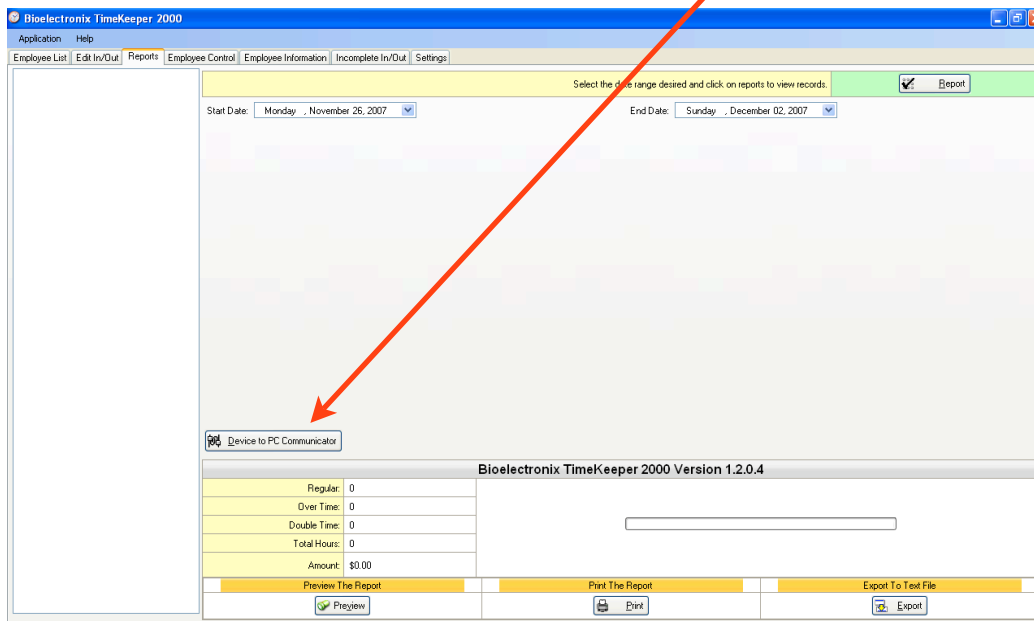 Bioelectronix TimeKeeper 2000
Application Help
Employee List Edit In/Out Reports Employee Control Employee Information Incomplete In/Out Settings
Select the date range desired and click on reports to view records. Report
Start Date: Monday , November 26, 2007 End Date: Sunday , December 02, 2007
Device to PC Communicator
Bioelectronix TimeKeeper 2000 Version 1.2.0.4
Regular: 0
Over Time: 0
Double Time: 0
Total Hours: 0
Amount: $0.00
Preview The Report Print The Report Export To Text File
Preview Print Export